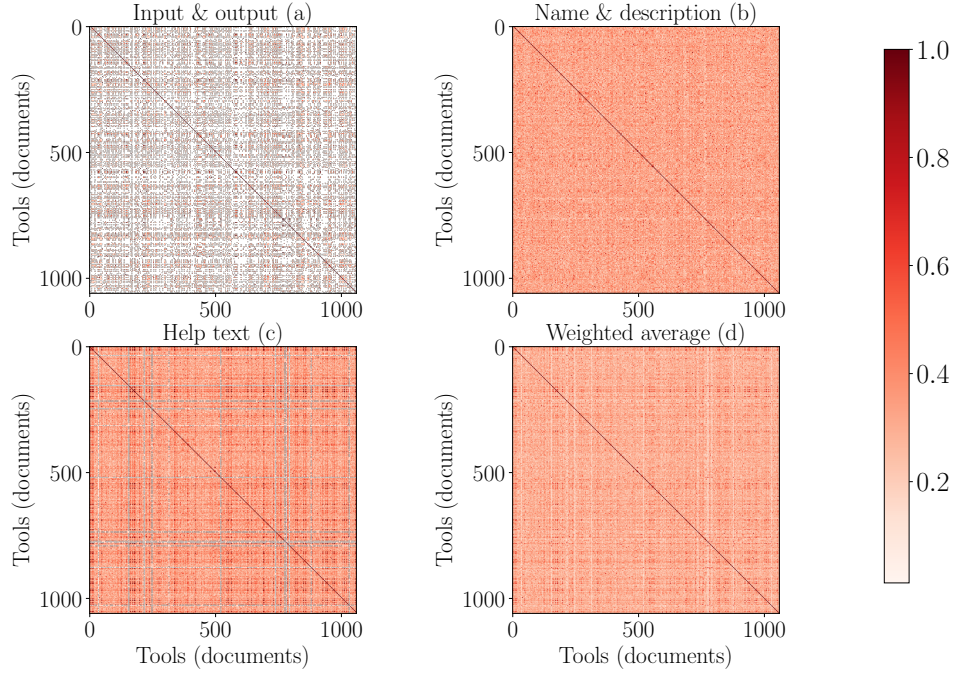 Input & output (a)
Name & description (b)
0
500
1000
Tools (documents)
0
500
1000
0
500
1000
Tools (documents)
0
500
1000
Help text (c)
Weighted average (d)
0
500
1000
Tools (documents)
0
500
1000
Tools (documents)
0
500
1000
Tools (documents)
0
500
1000
Tools (documents)
1.0
0.8
0.6
0.4
0.2